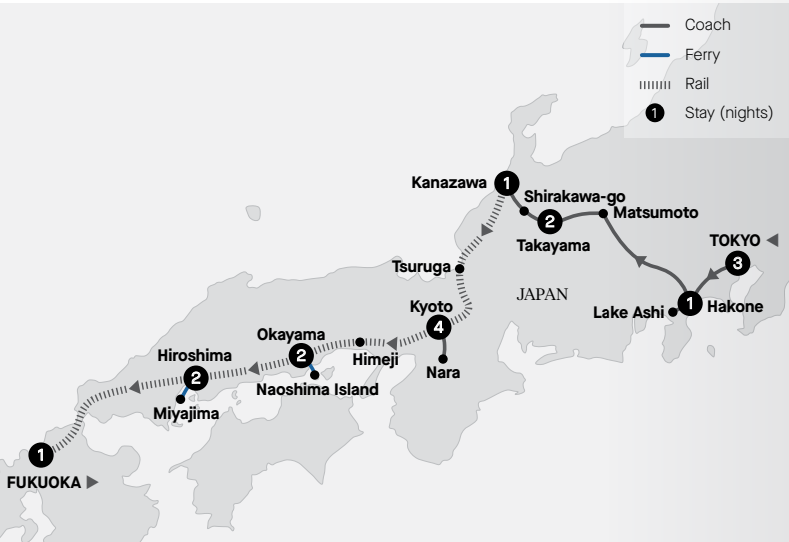 Coach
Ferry
Rail
1 Stay (nights)
Kanazawa 1
Shirakawa-go
2
Matsumoto
Takayama
TOKYO
3
Tsuruga
JAPAN
1 Hakone
Lake Ashi
Kyoto
4
Okayama
2
Himeji
Nara
Hiroshima
2
Naoshima Island
Miyajima
1
FUKUOKA